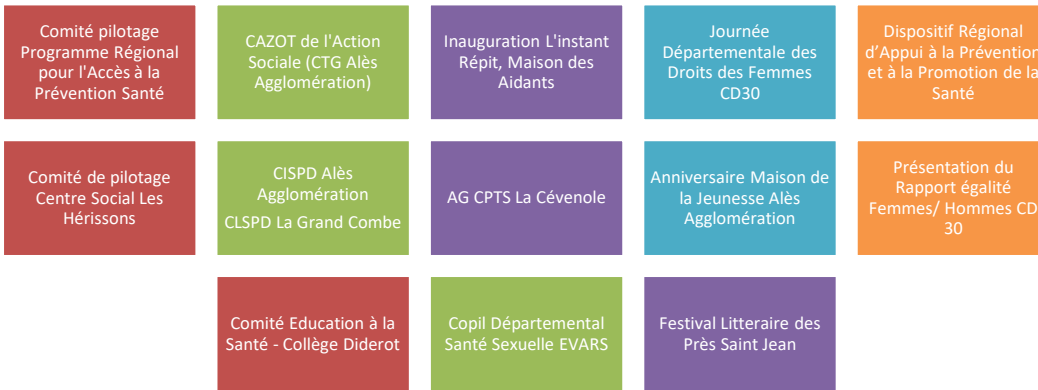 Comité pilotage
Programme Régional
pour l'Accès à la
Prévention Santé
CAZOT de l'Action
Sociale (CTG Alès
Agglomération)
Inauguration L'instant
Répit, Maison des
Aidants
Journée
Départementale des
Droits des Femmes
CD30
Dispositif Régional
d’Appui à la Prévention
et à la Promotion de la
Santé
Comité de pilotage
Centre Social Les
Hérissons
CISPD Alès
Agglomération
CLSPD La Grand Combe
AG CPTS La Cévenole
Anniversaire Maison de
la Jeunesse Alès
Agglomération
Présentation du
Rapport égalité
Femmes/ Hommes CD
30
Comité Education à la
Santé - Collège Diderot
Copil Départemental
Santé Sexuelle EVARS
Festival Litteraire des
Près Saint Jean